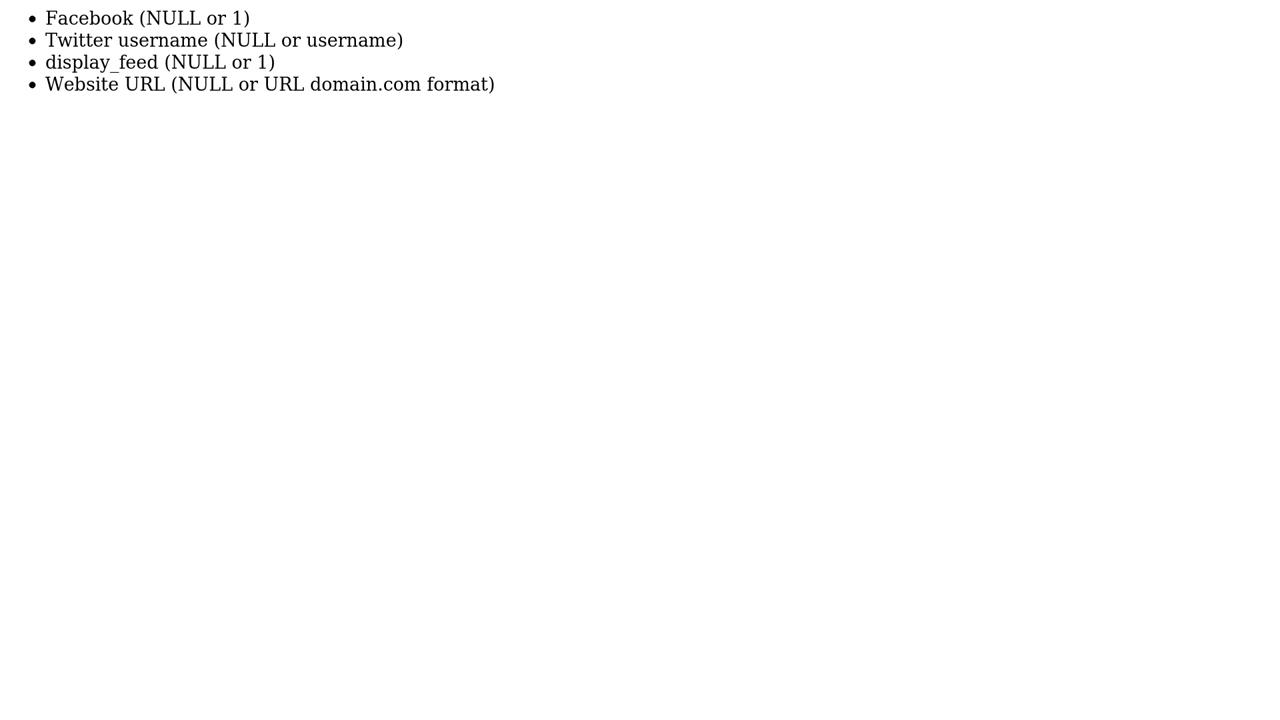 • Facebook (NULL or 1)
• Twitter username (NULL or username)
• display_feed (NULL or 1)
• Website URL (NULL or URL domain.com format)